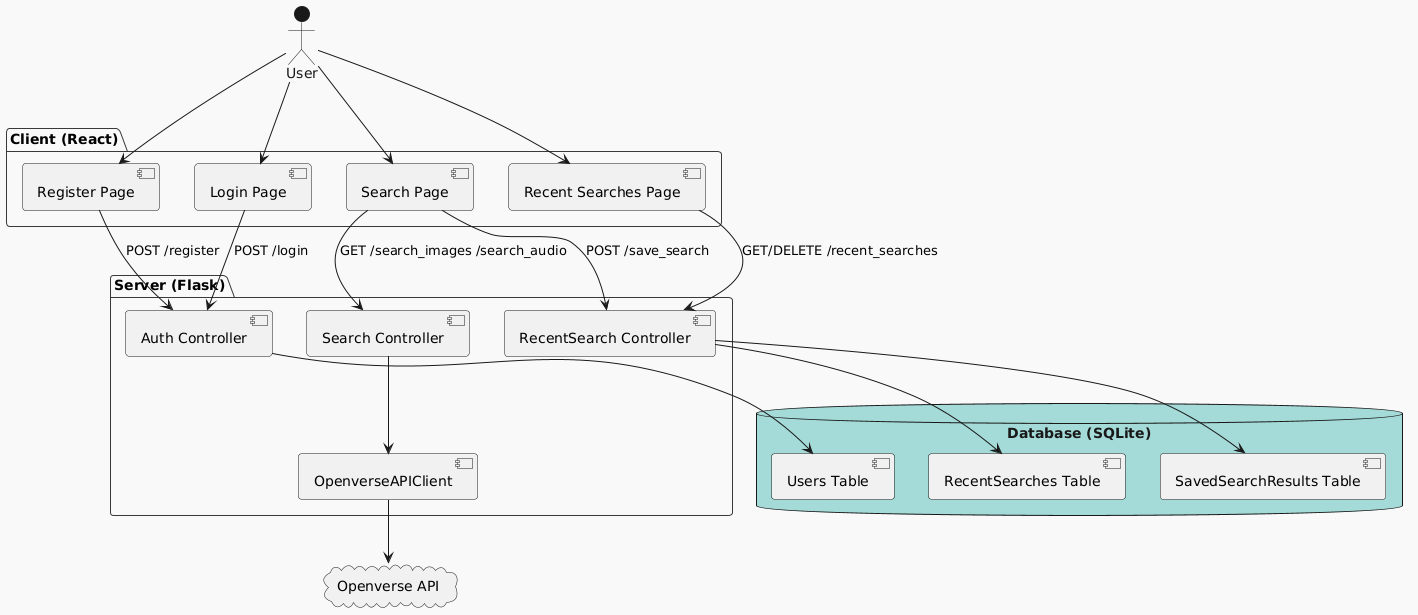 User
Client (React)
Register Page
Login Page
Search Page
Recent Searches Page
POST /register
POST /login
GET /search_images /search_audio
POST /save_search
GET/DELETE /recent_searches
Server (Flask)
Auth Controller
Search Controller
RecentSearch Controller
Database (SQLite)
OpenverseAPIClient
Users Table
RecentSearches Table
SavedSearchResults Table
Openverse API